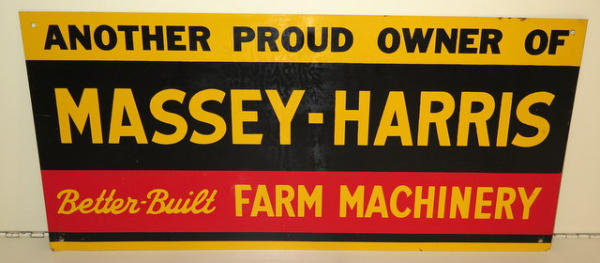 ANOTHER PROUD OWNER OF
MASSEY-HARRIS
Better-Built FARM MACHINERY